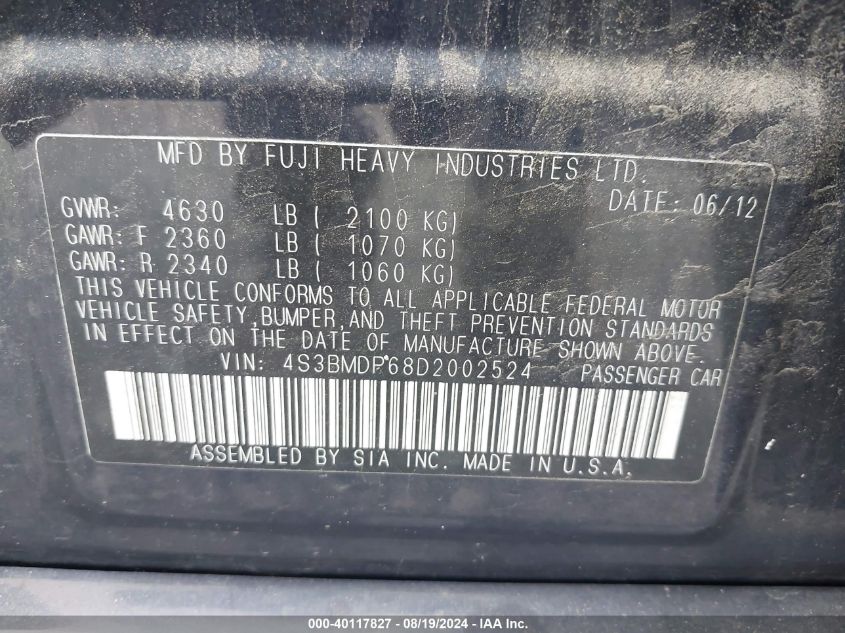 MFD BY FUJI HEAVY INDUSTRIES LTD.
DATE: 06/12
GVWR: 4630 LB ( 2100 KG)
GAWR: F 2360 LB ( 1070 KG)
GAWR: R 2340 LB ( 1060 KG)
THIS VEHICLE CONFORMS TO ALL APPLICABLE FEDERAL MOTOR
VEHICLE SAFETY, BUMPER, AND THEFT PREVENTION STANDARDS
IN EFFECT ON THE DATE OF MANUFACTURE SHOWN ABOVE.
VIN: 4S3BMDP68D2002524 PASSENGER CAR
ASSEMBLED BY SIA INC. MADE IN U.S.A.
000-40117827 - 08/19/2024 - IAA Inc.